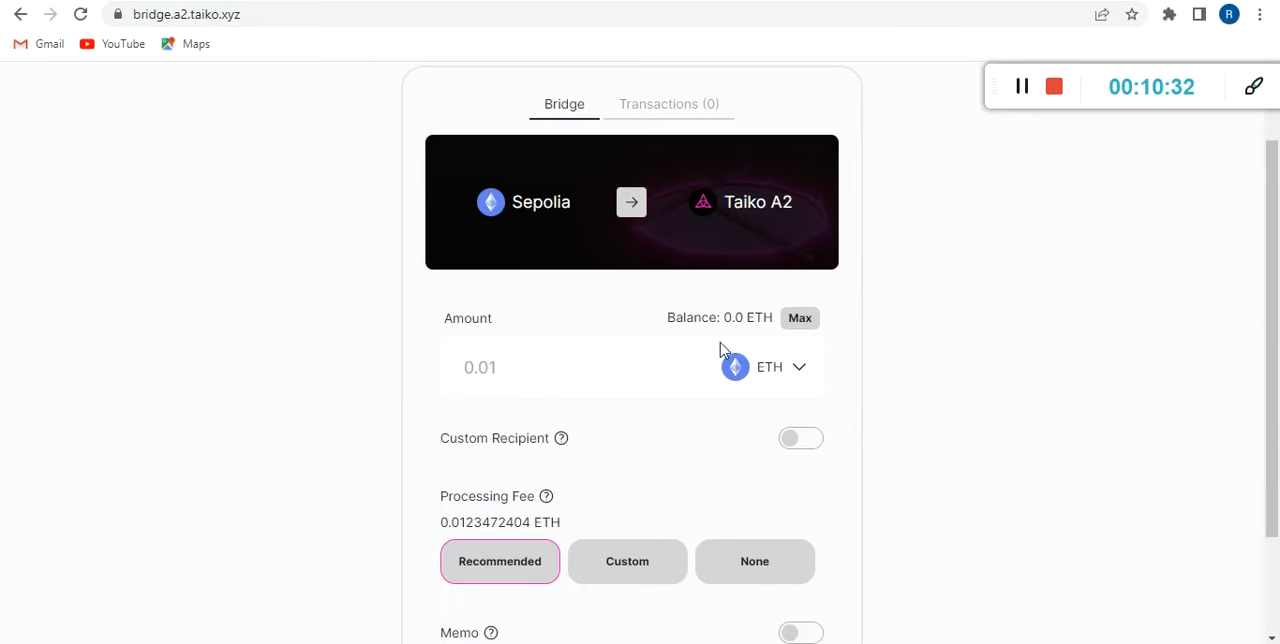 bridge.a2.taiko.xyz
R
Gmail YouTube Maps
00:10:32
Bridge Transactions (0)
Sepolia → Taiko A2
Amount Balance: 0.0 ETH Max
0.01 ETH
Custom Recipient ?
Processing Fee ?
0.0123472404 ETH
Recommended Custom None
Memo ?